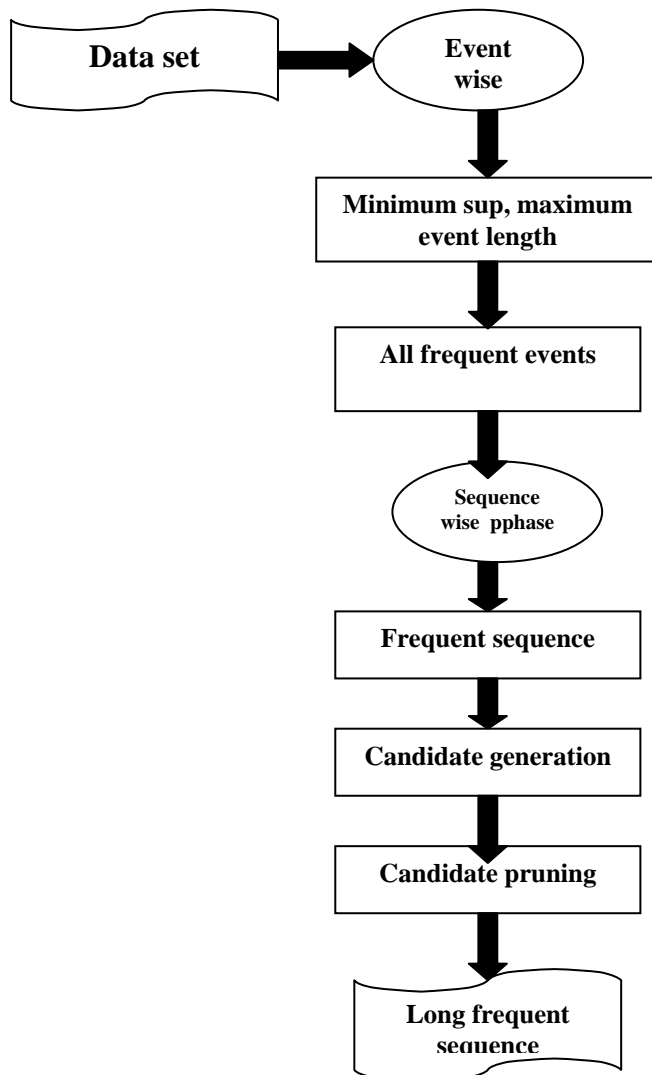 Data set
Event
wise
Minimum sup, maximum
event length
All frequent events
Sequence
wise pphase
Frequent sequence
Candidate generation
Candidate pruning
Long frequent
sequence